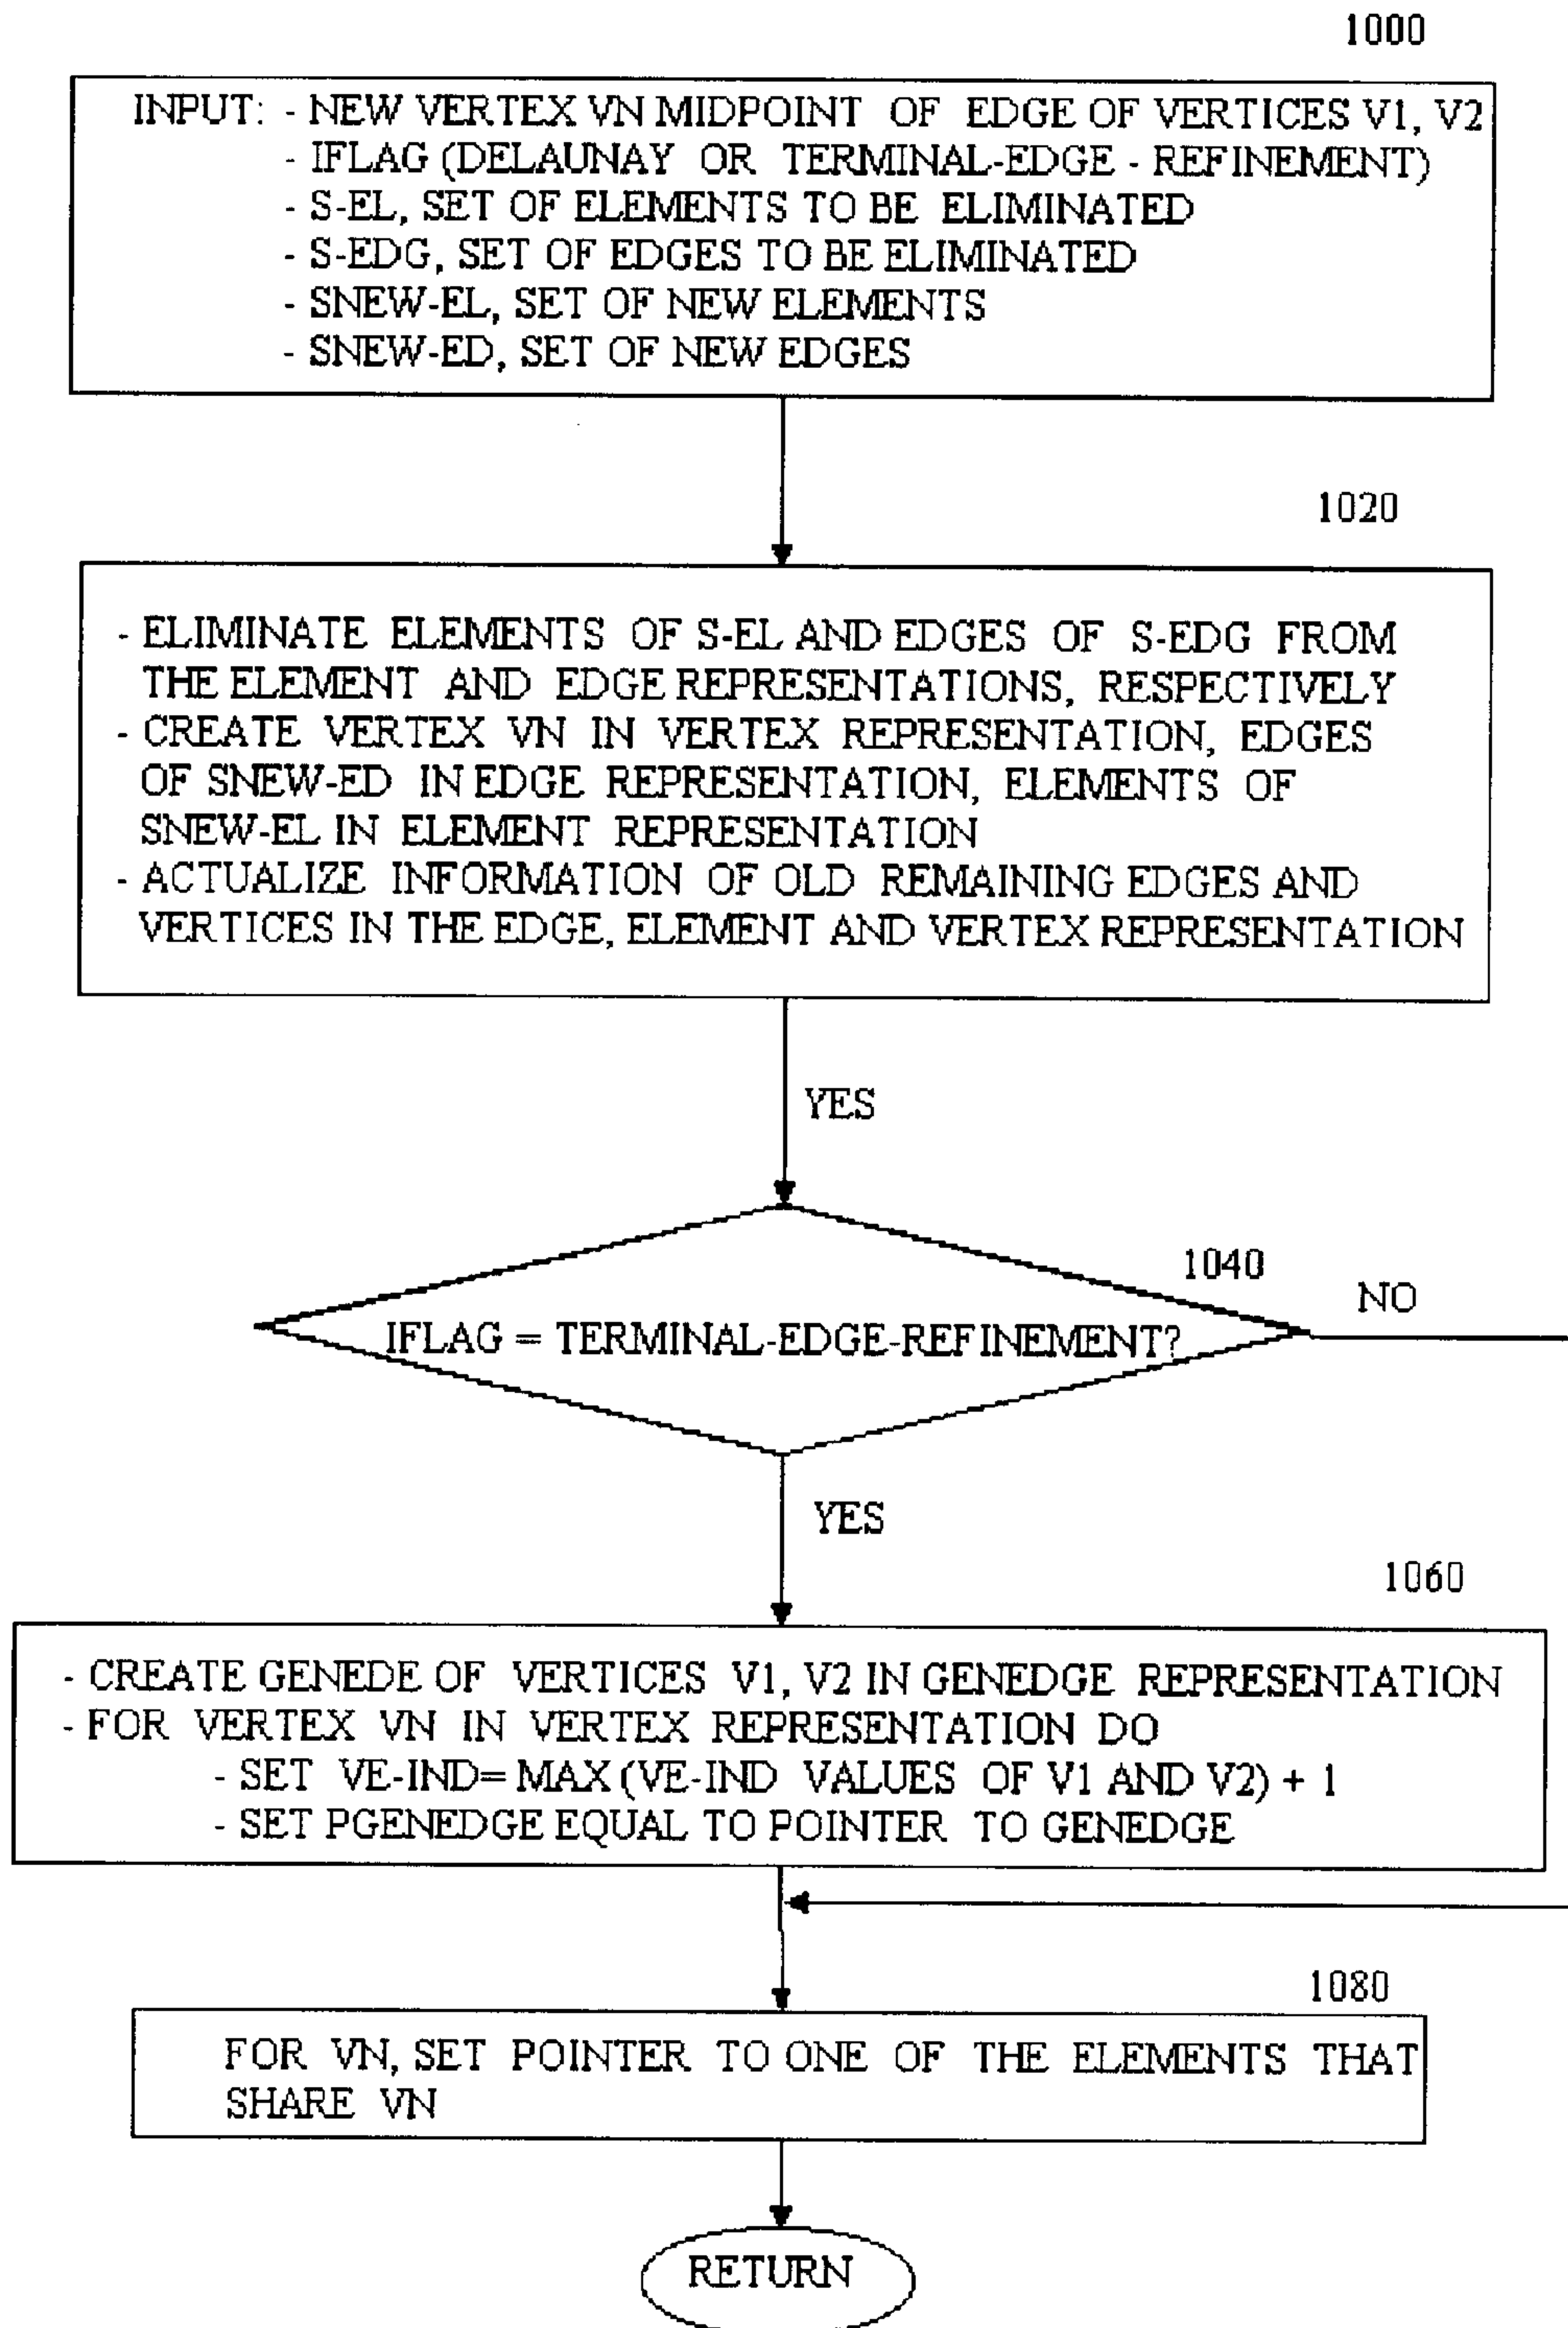 1000
INPUT: - NEW VERTEX VN MIDPOINT OF EDGE OF VERTICES V1, V2
- IFLAG (DELAUNAY OR TERMINAL-EDGE - REFINEMENT)
- S-EL, SET OF ELEMENTS TO BE ELIMINATED
- S-EDG, SET OF EDGES TO BE ELIMINATED
- SNEW-EL, SET OF NEW ELEMENTS
- SNEW-ED, SET OF NEW EDGES
1020
- ELIMINATE ELEMENTS OF S-EL AND EDGES OF S-EDG FROM
THE ELEMENT AND EDGE REPRESENTATIONS, RESPECTIVELY
- CREATE VERTEX VN IN VERTEX REPRESENTATION, EDGES
OF SNEW-ED IN EDGE REPRESENTATION, ELEMENTS OF
SNEW-EL IN ELEMENT REPRESENTATION
- ACTUALIZE INFORMATION OF OLD REMAINING EDGES AND
VERTICES IN THE EDGE, ELEMENT AND VERTEX REPRESENTATION
YES
1040
NO
IFLAG = TERMINAL-EDGE-REFINEMENT?
YES
1060
- CREATE GENEDE OF VERTICES V1, V2 IN GENEDGE REPRESENTATION
- FOR VERTEX VN IN VERTEX REPRESENTATION DO
- SET VE-IND= MAX (VE-IND VALUES OF V1 AND V2) + 1
- SET PGENEDGE EQUAL TO POINTER TO GENEDGE
1080
FOR VN, SET POINTER TO ONE OF THE ELEMENTS THAT
SHARE VN
RETURN